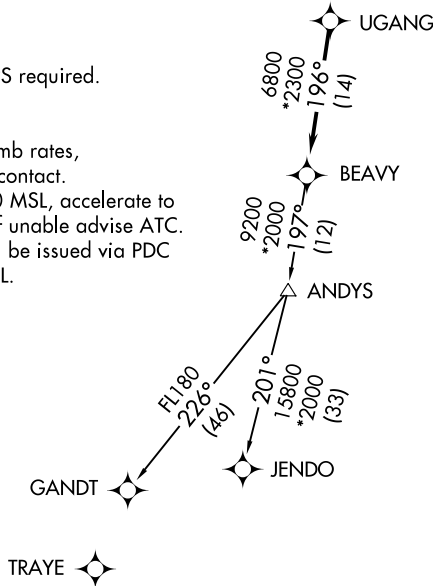 UGANG
S required.
6800
*2300
196°
(14)
mb rates,
contact.
0 MSL, accelerate to
f unable advise ATC.
be issued via PDC
L.
BEAVY
9200
*2000
197°
(12)
ANDYS
FL180
226°
(46)
201°
15800
*2000
(33)
GANDT
JENDO
TRAYE